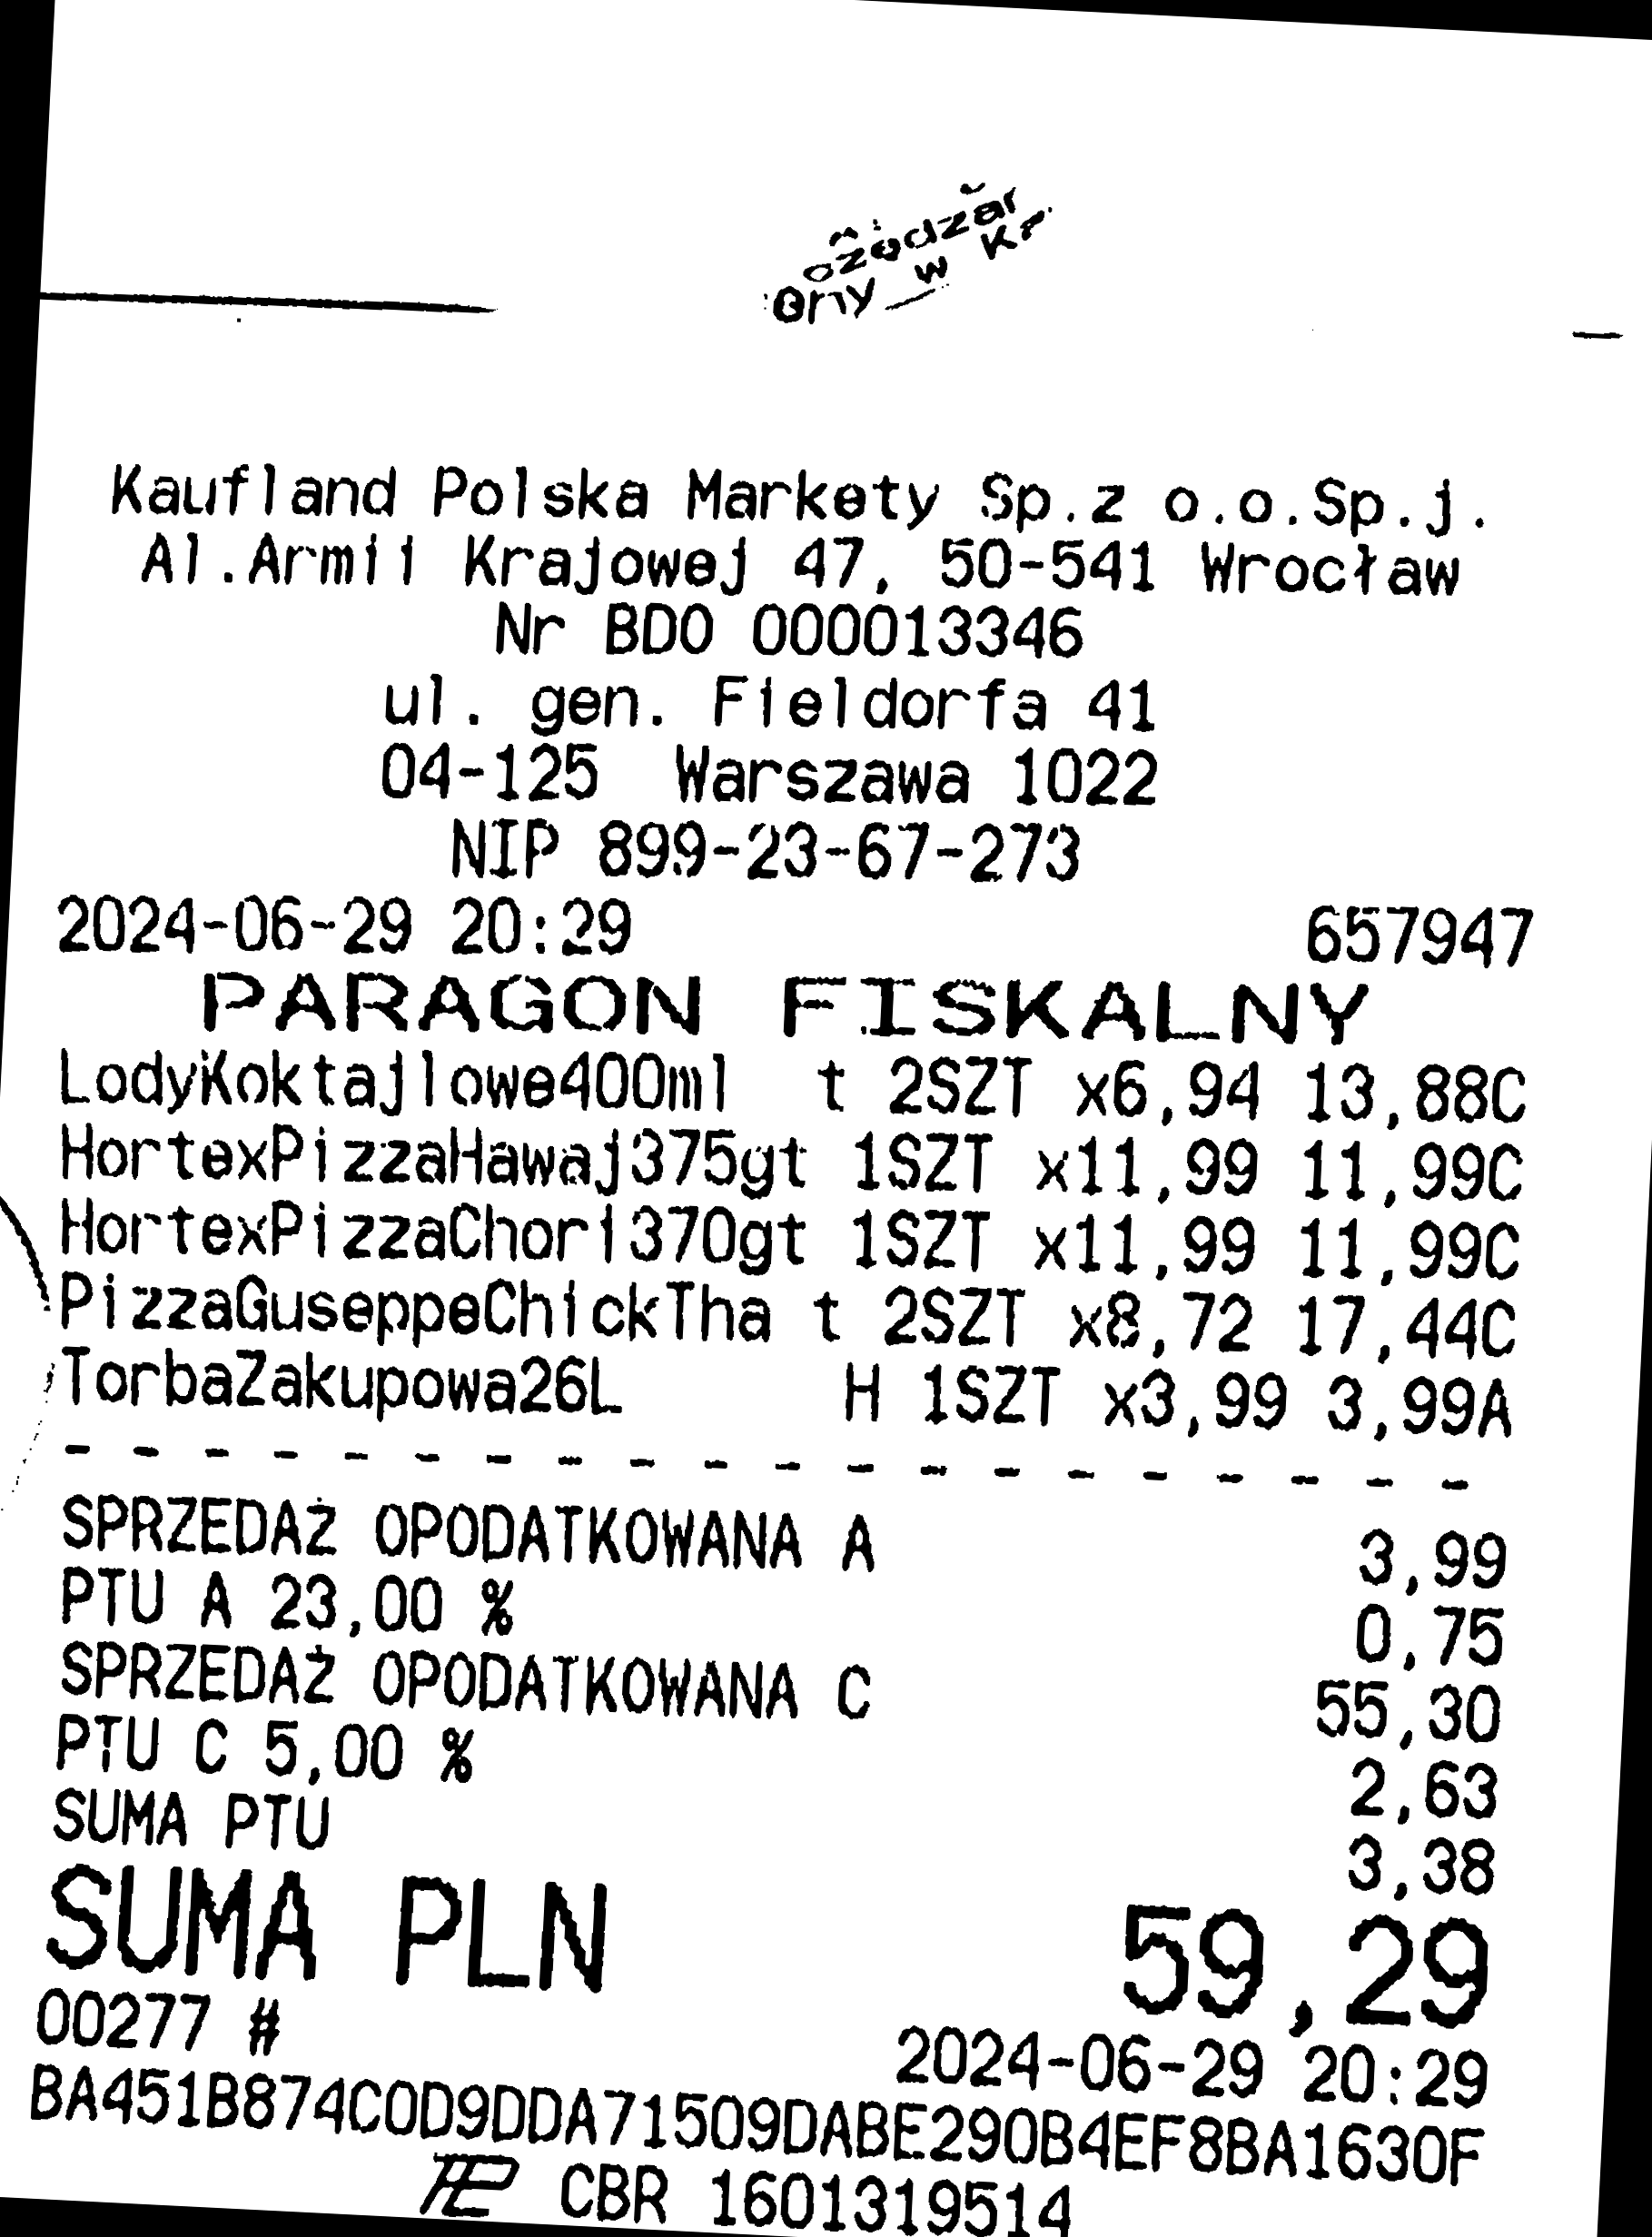 Kaufland Polska Markety Sp.z o.o.Sp.j.
Al.Armii Krajowej 47, 50-541 Wrocław
Nr BDO 000013346
ul. gen. Fieldorfa 41
04-125 Warszawa 1022
NIP 899-23-67-273
2024-06-29 20:29 657947
PARAGON FISKALNY
LodyKoktajlowe400ml t 2SZT x6,94 13,88C
HortexPizzaHawaj375gt 1SZT x11,99 11,99C
HortexPizzaChori370gt 1SZT x11,99 11,99C
PizzaGuseppeChickTha t 2SZT x8,72 17,44C
TorbaZakupowa26L H 1SZT x3,99 3,99A
- - - - - - - - - - - - - - - - - - - -
SPRZEDAŻ OPODATKOWANA A 3,99
PTU A 23,00 % 0,75
SPRZEDAŻ OPODATKOWANA C 55,30
PTU C 5,00 % 2,63
SUMA PTU 3,38
SUMA PLN 59,29
00277 # 2024-06-29 20:29
BA451B874C0D9DDA71509DABE290B4EF8BA1630F
CBR 1601319514